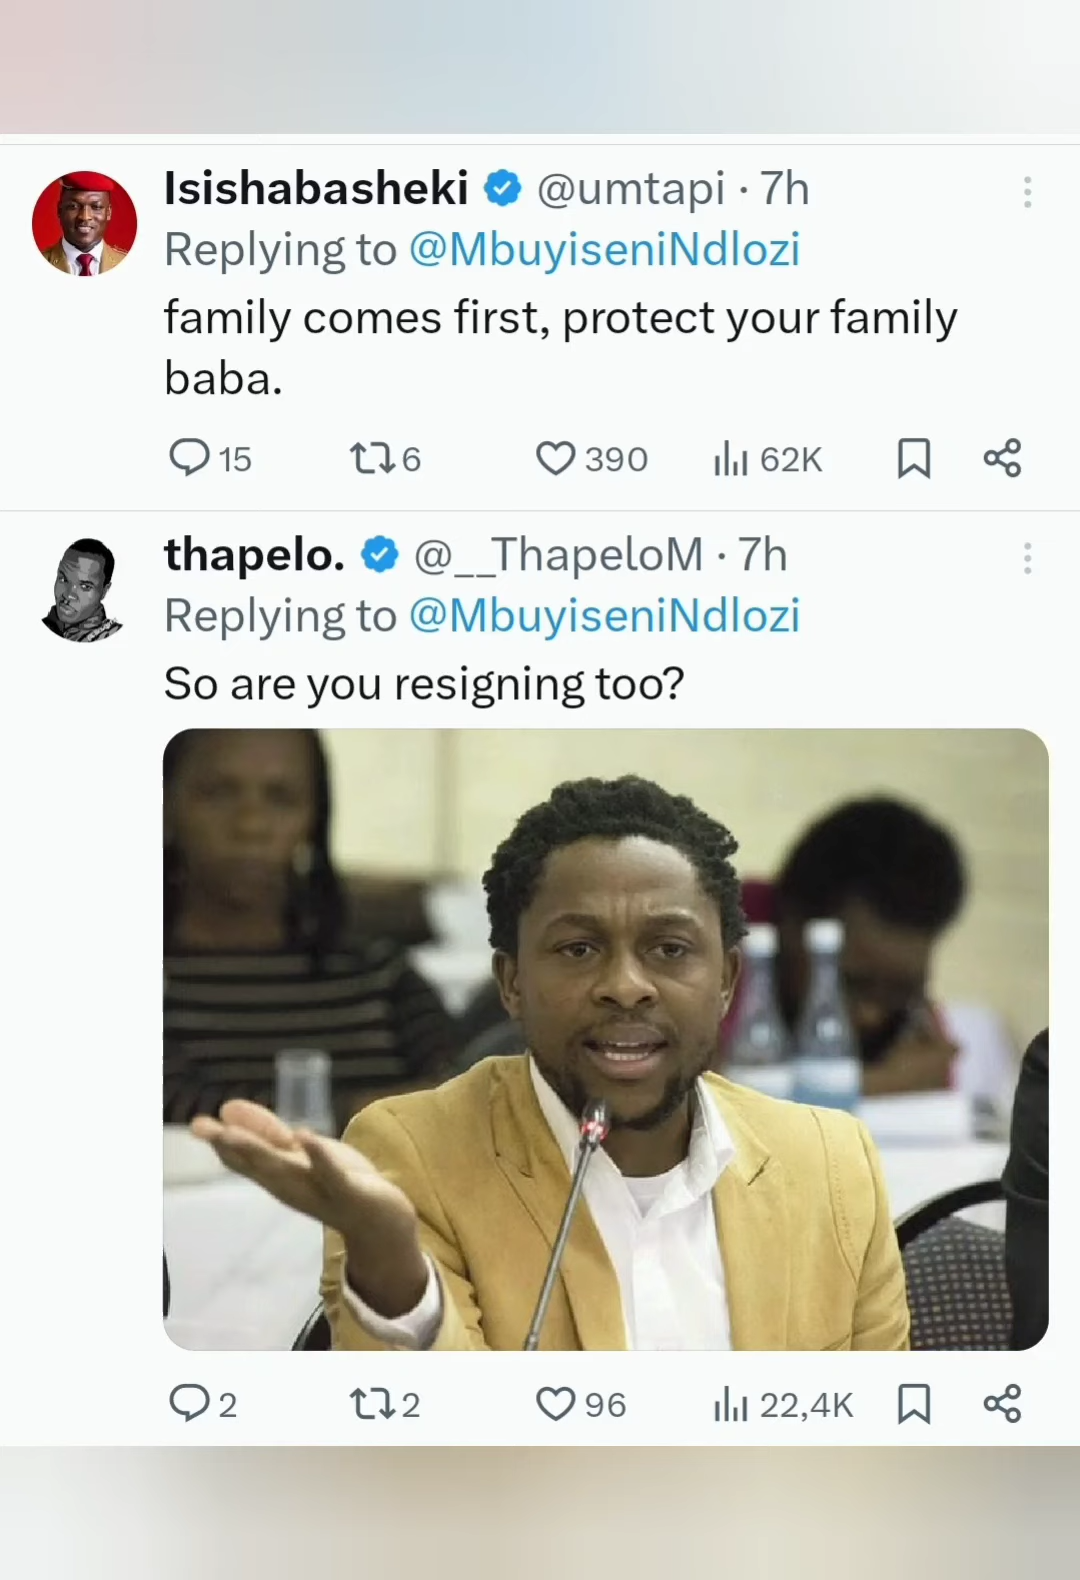 Isishabasheki @umtapi · 7h
Replying to @MbuyiseniNdlozi
family comes first, protect your family
baba.
15 6 390 62K
thapelo. @__ThapeloM · 7h
Replying to @MbuyiseniNdlozi
So are you resigning too?
2 2 96 22,4K